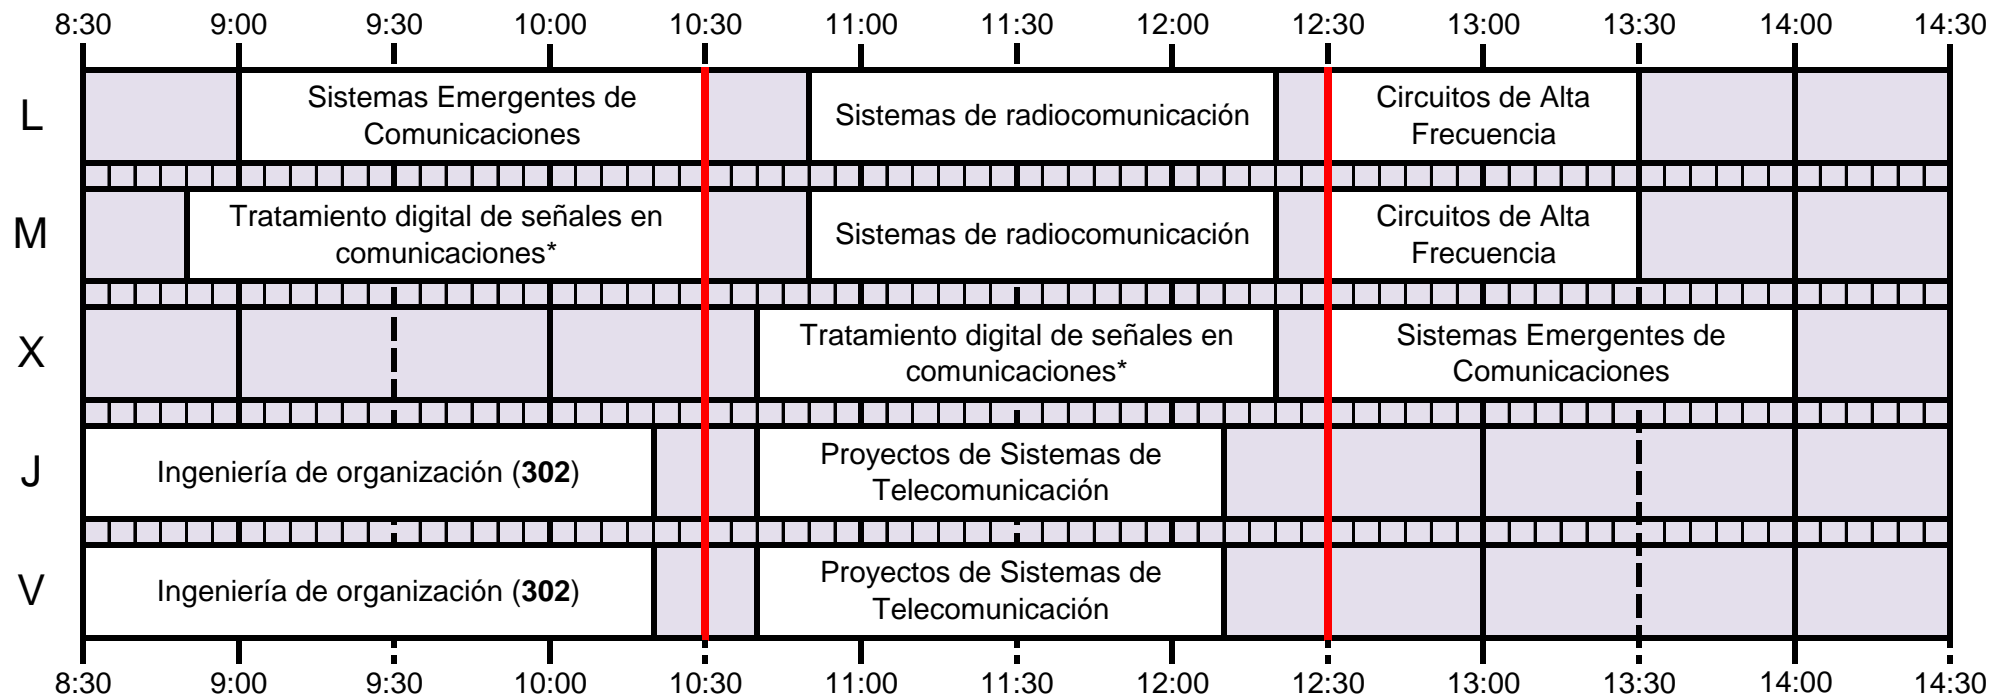 8:30 9:00 9:30 10:00 10:30 11:00 11:30 12:00 12:30 13:00 13:30 14:00 14:30
L
Sistemas Emergentes de
Comunicaciones
Sistemas de radiocomunicación
Circuitos de Alta
Frecuencia
M
Tratamiento digital de señales en
comunicaciones*
Sistemas de radiocomunicación
Circuitos de Alta
Frecuencia
X
Tratamiento digital de señales en
comunicaciones*
Sistemas Emergentes de
Comunicaciones
J
Ingeniería de organización (302)
Proyectos de Sistemas de
Telecomunicación
V
Ingeniería de organización (302)
Proyectos de Sistemas de
Telecomunicación
8:30 9:00 9:30 10:00 10:30 11:00 11:30 12:00 12:30 13:00 13:30 14:00 14:30